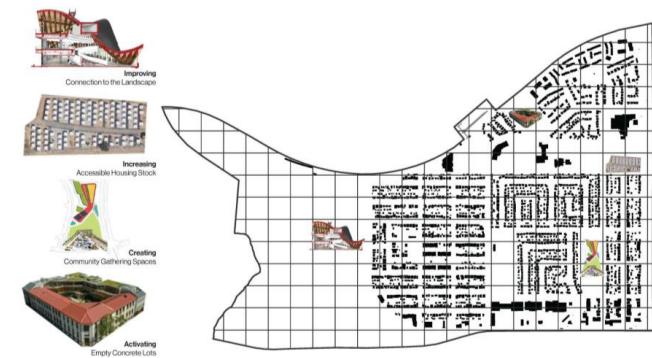 Improving
Connection to the Landscape
Increasing
Accessible Housing Stock
Creating
Community Gathering Spaces
Activating
Empty Concrete Lots